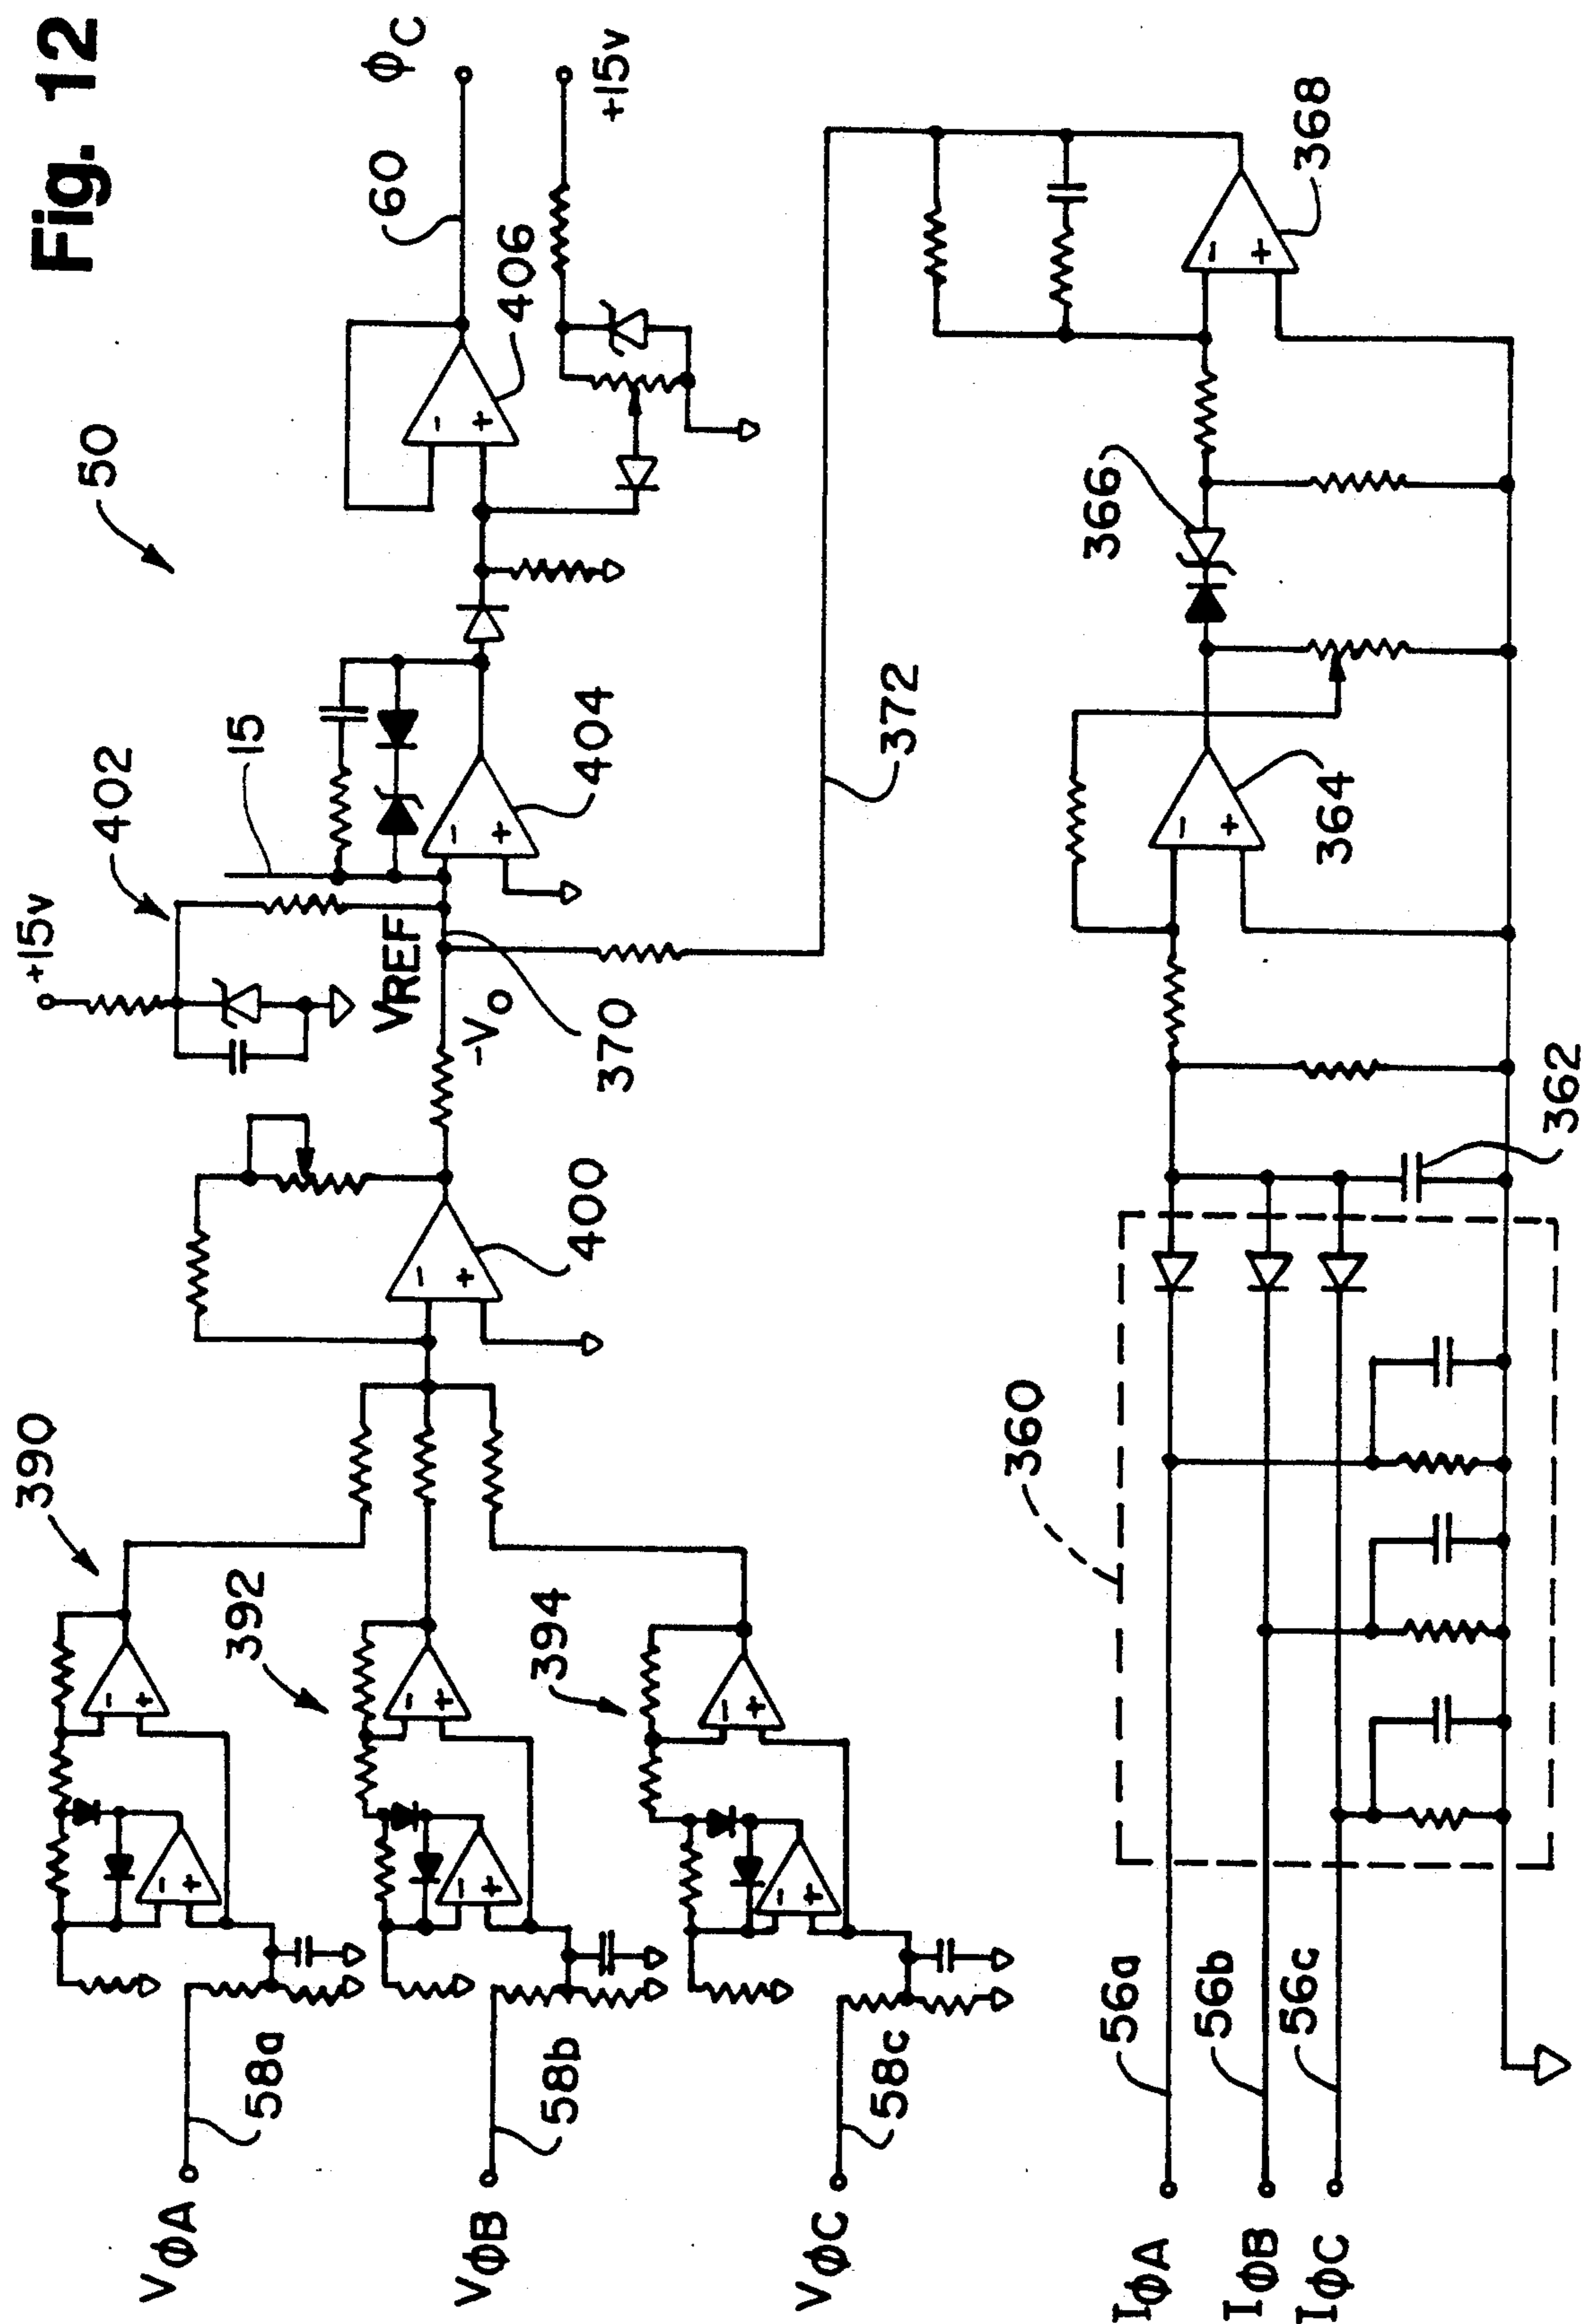 Fig. 12
50
402
+15v
15
VREF
-VO
370
404
406
60
ϕC
+15v
372
390
392
394
400
VϕA
58a
VϕB
58b
VϕC
58c
360
362
364
366
368
IϕA
56a
IϕB
56b
IϕC
56c
-
+
-
+
-
+
-
+
-
+
-
+
-
+
-
+
-
+
-
+
-
+